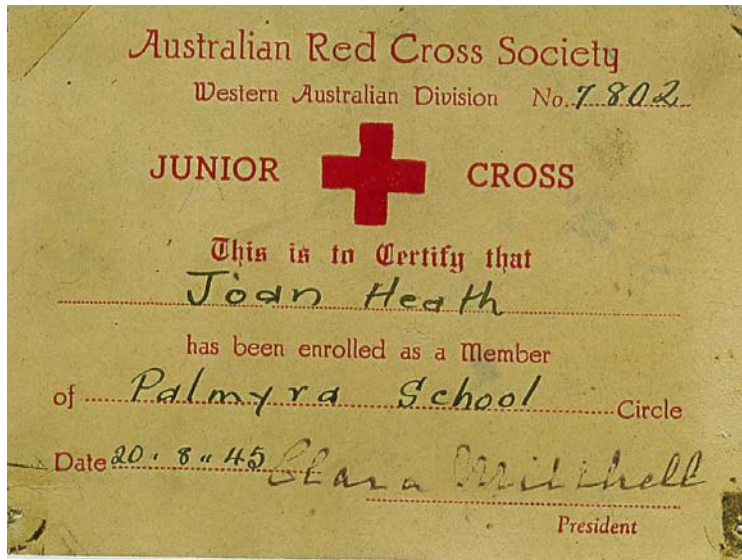 Australian Red Cross Society
Western Australian Division No. 7802
JUNIOR CROSS
This is to Certify that
Joan Heath
has been enrolled as a Member
of Palmyra School Circle
Date 20.8.45 Clara Mitchell
President